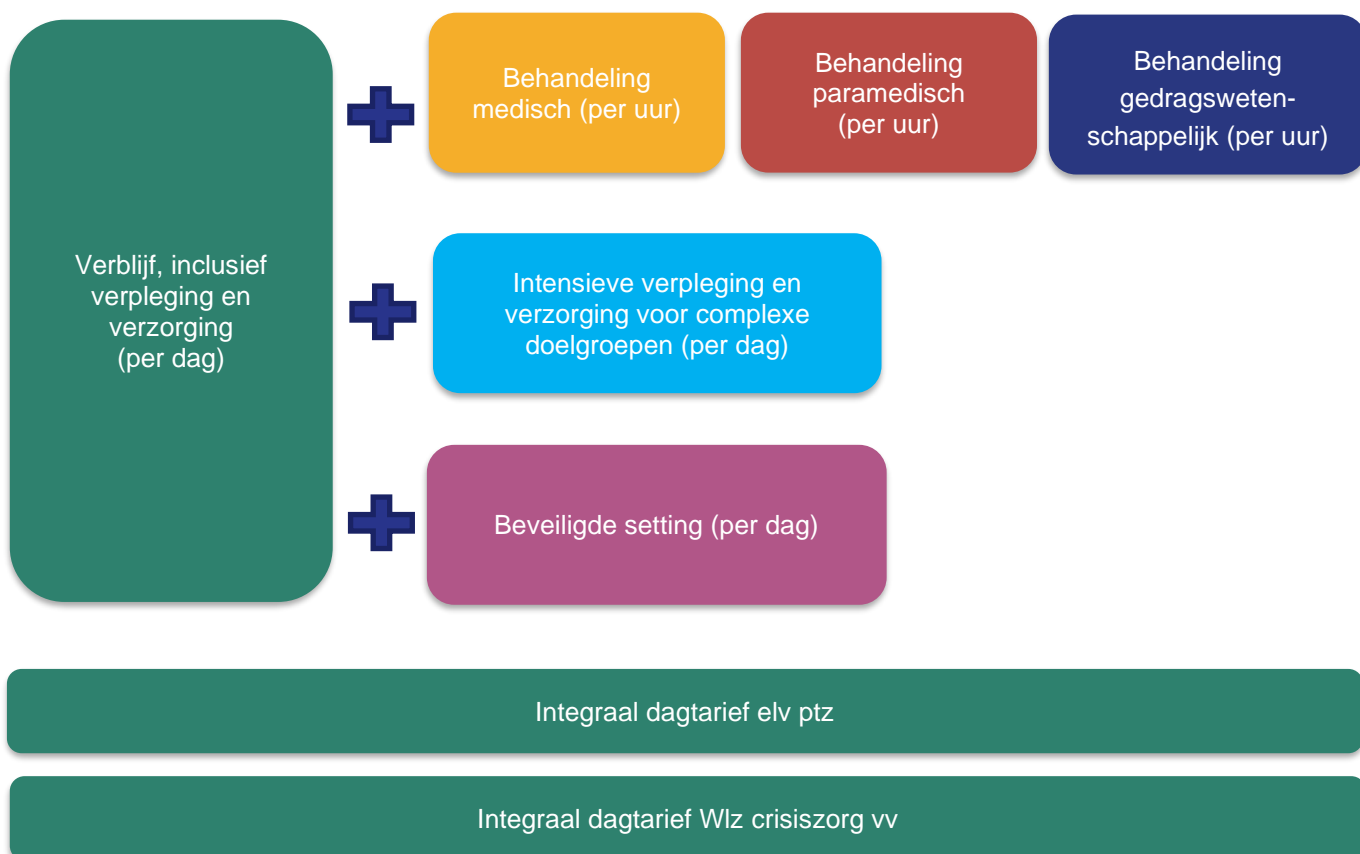 Verblijf, inclusief
verpleging en
verzorging
(per dag)
Behandeling
medisch (per uur)
Behandeling
paramedisch
(per uur)
Behandeling
gedragsweten-
schappelijk (per uur)
Intensieve verpleging en
verzorging voor complexe
doelgroepen (per dag)
Beveiligde setting (per dag)
Integraal dagtarief elv ptz
Integraal dagtarief Wlz crisiszorg vv